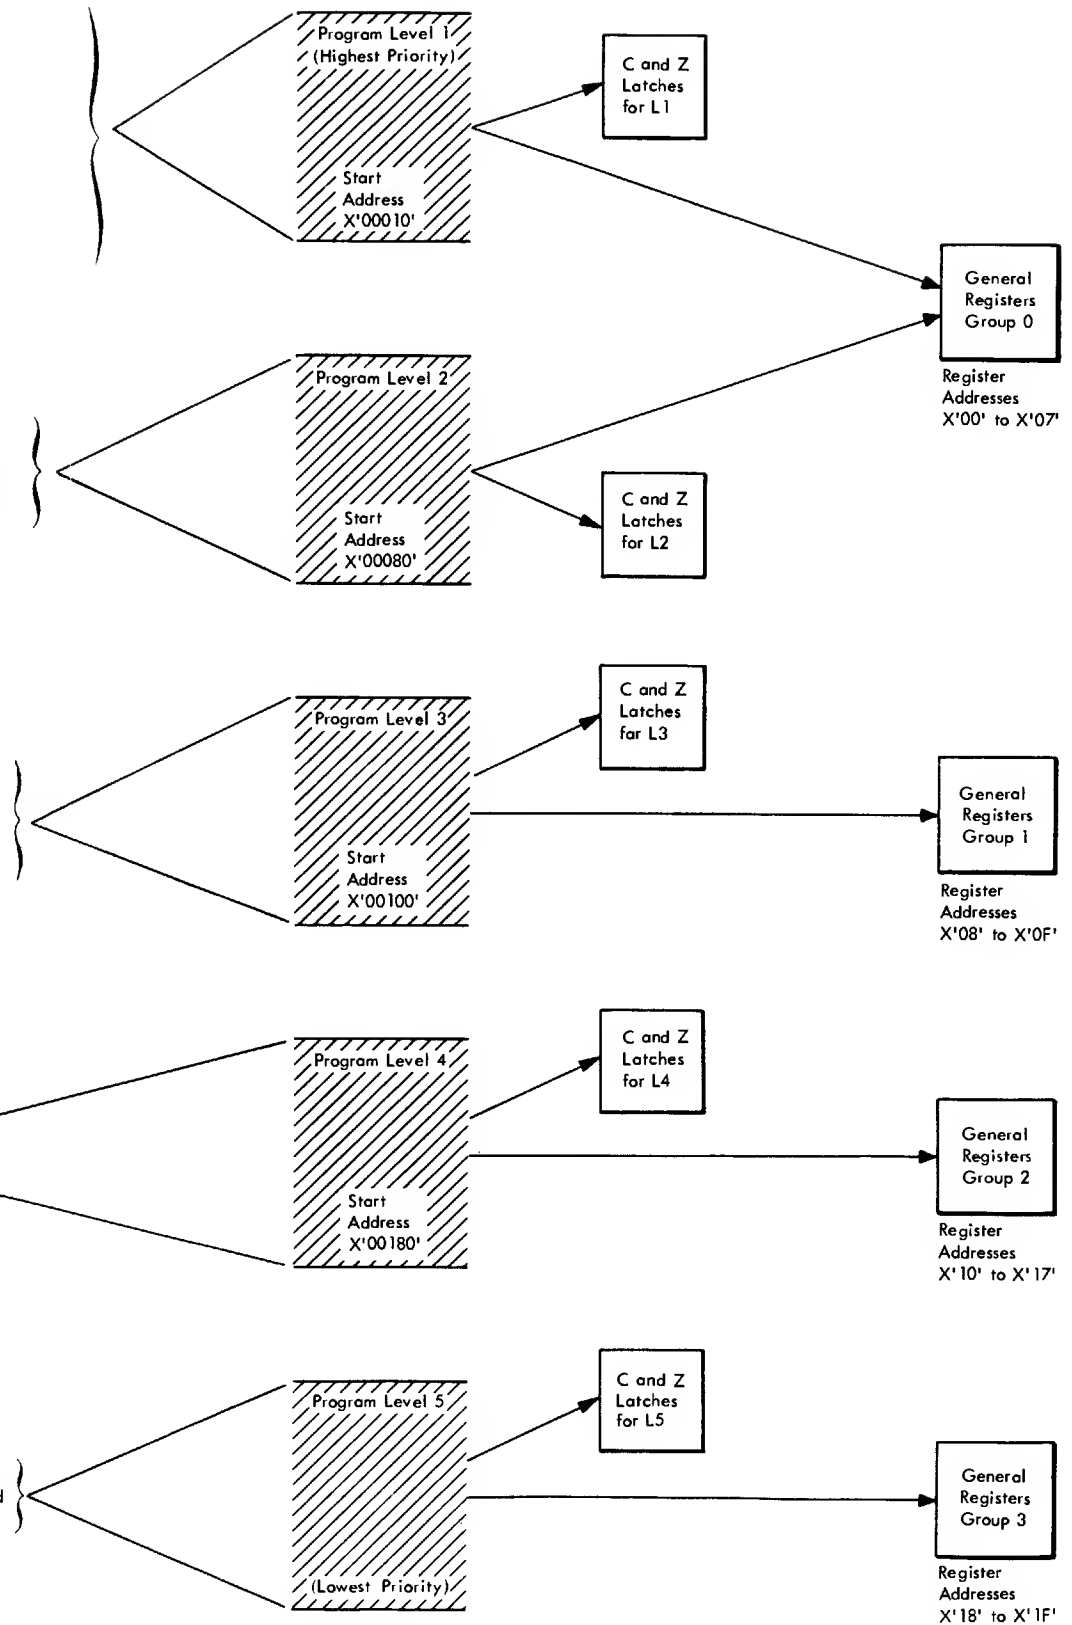 Program Level 1
(Highest Priority)
Start
Address
X'00010'
C and Z
Latches
for L1
General
Registers
Group 0
Register
Addresses
X'00' to X'07'
Program Level 2
Start
Address
X'00080'
C and Z
Latches
for L2
Program Level 3
Start
Address
X'00100'
C and Z
Latches
far L3
General
Registers
Group 1
Register
Addresses
X'08' to X'0F'
Program Level 4
Start
Address
X'00180'
C and Z
Latches
for L4
General
Registers
Group 2
Register
Addresses
X'10' to X'17'
Program Level 5
(Lowest Priority)
C and Z
Latches
for L5
General
Registers
Group 3
Register
Addresses
X'18' to X'1F'